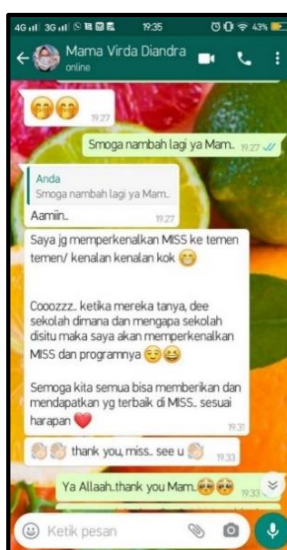 4G 3G 19:35 43%
Mama Virda Diandra
online
19.27
Smoga nambah lagi ya Mam.. 19.27
Anda
Smoga nambah lagi ya Mam..
Aamiin.. 19.27
Saya jg memperkenalkan MISS ke temen
temen/ kenalan kenalan kok
Cooozzz.. ketika mereka tanya, dee
sekolah dimana dan mengapa sekolah
disitu maka saya akan memperkenalkan
MISS dan programnya
Semoga kita semua bisa memberikan dan
mendapatkan yg terbaik di MISS.. sesuai
harapan
19.31
thank you, miss.. see u 19.33
Ya Allaah..thank you Mam.. 19.33
Ketik pesan